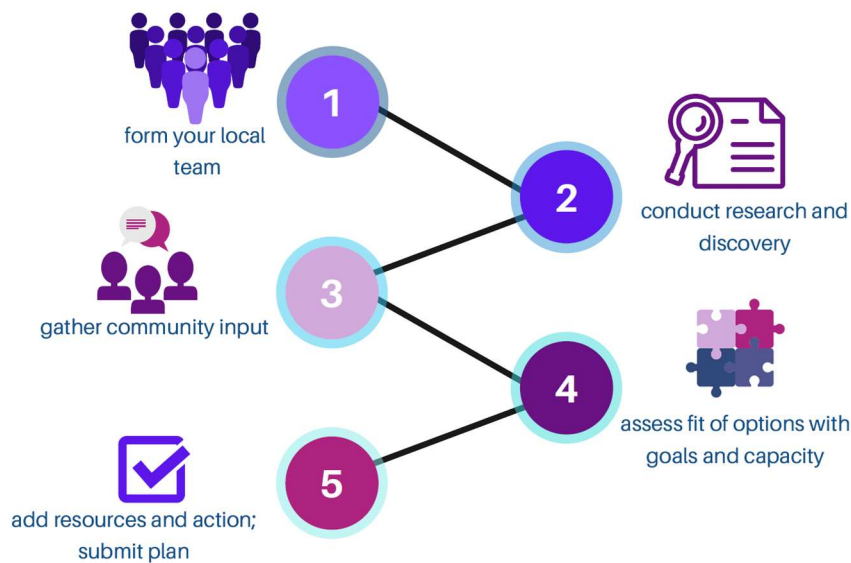 1
form your local
team
2
conduct research and
discovery
3
gather community input
4
assess fit of options with
goals and capacity
5
add resources and action;
submit plan